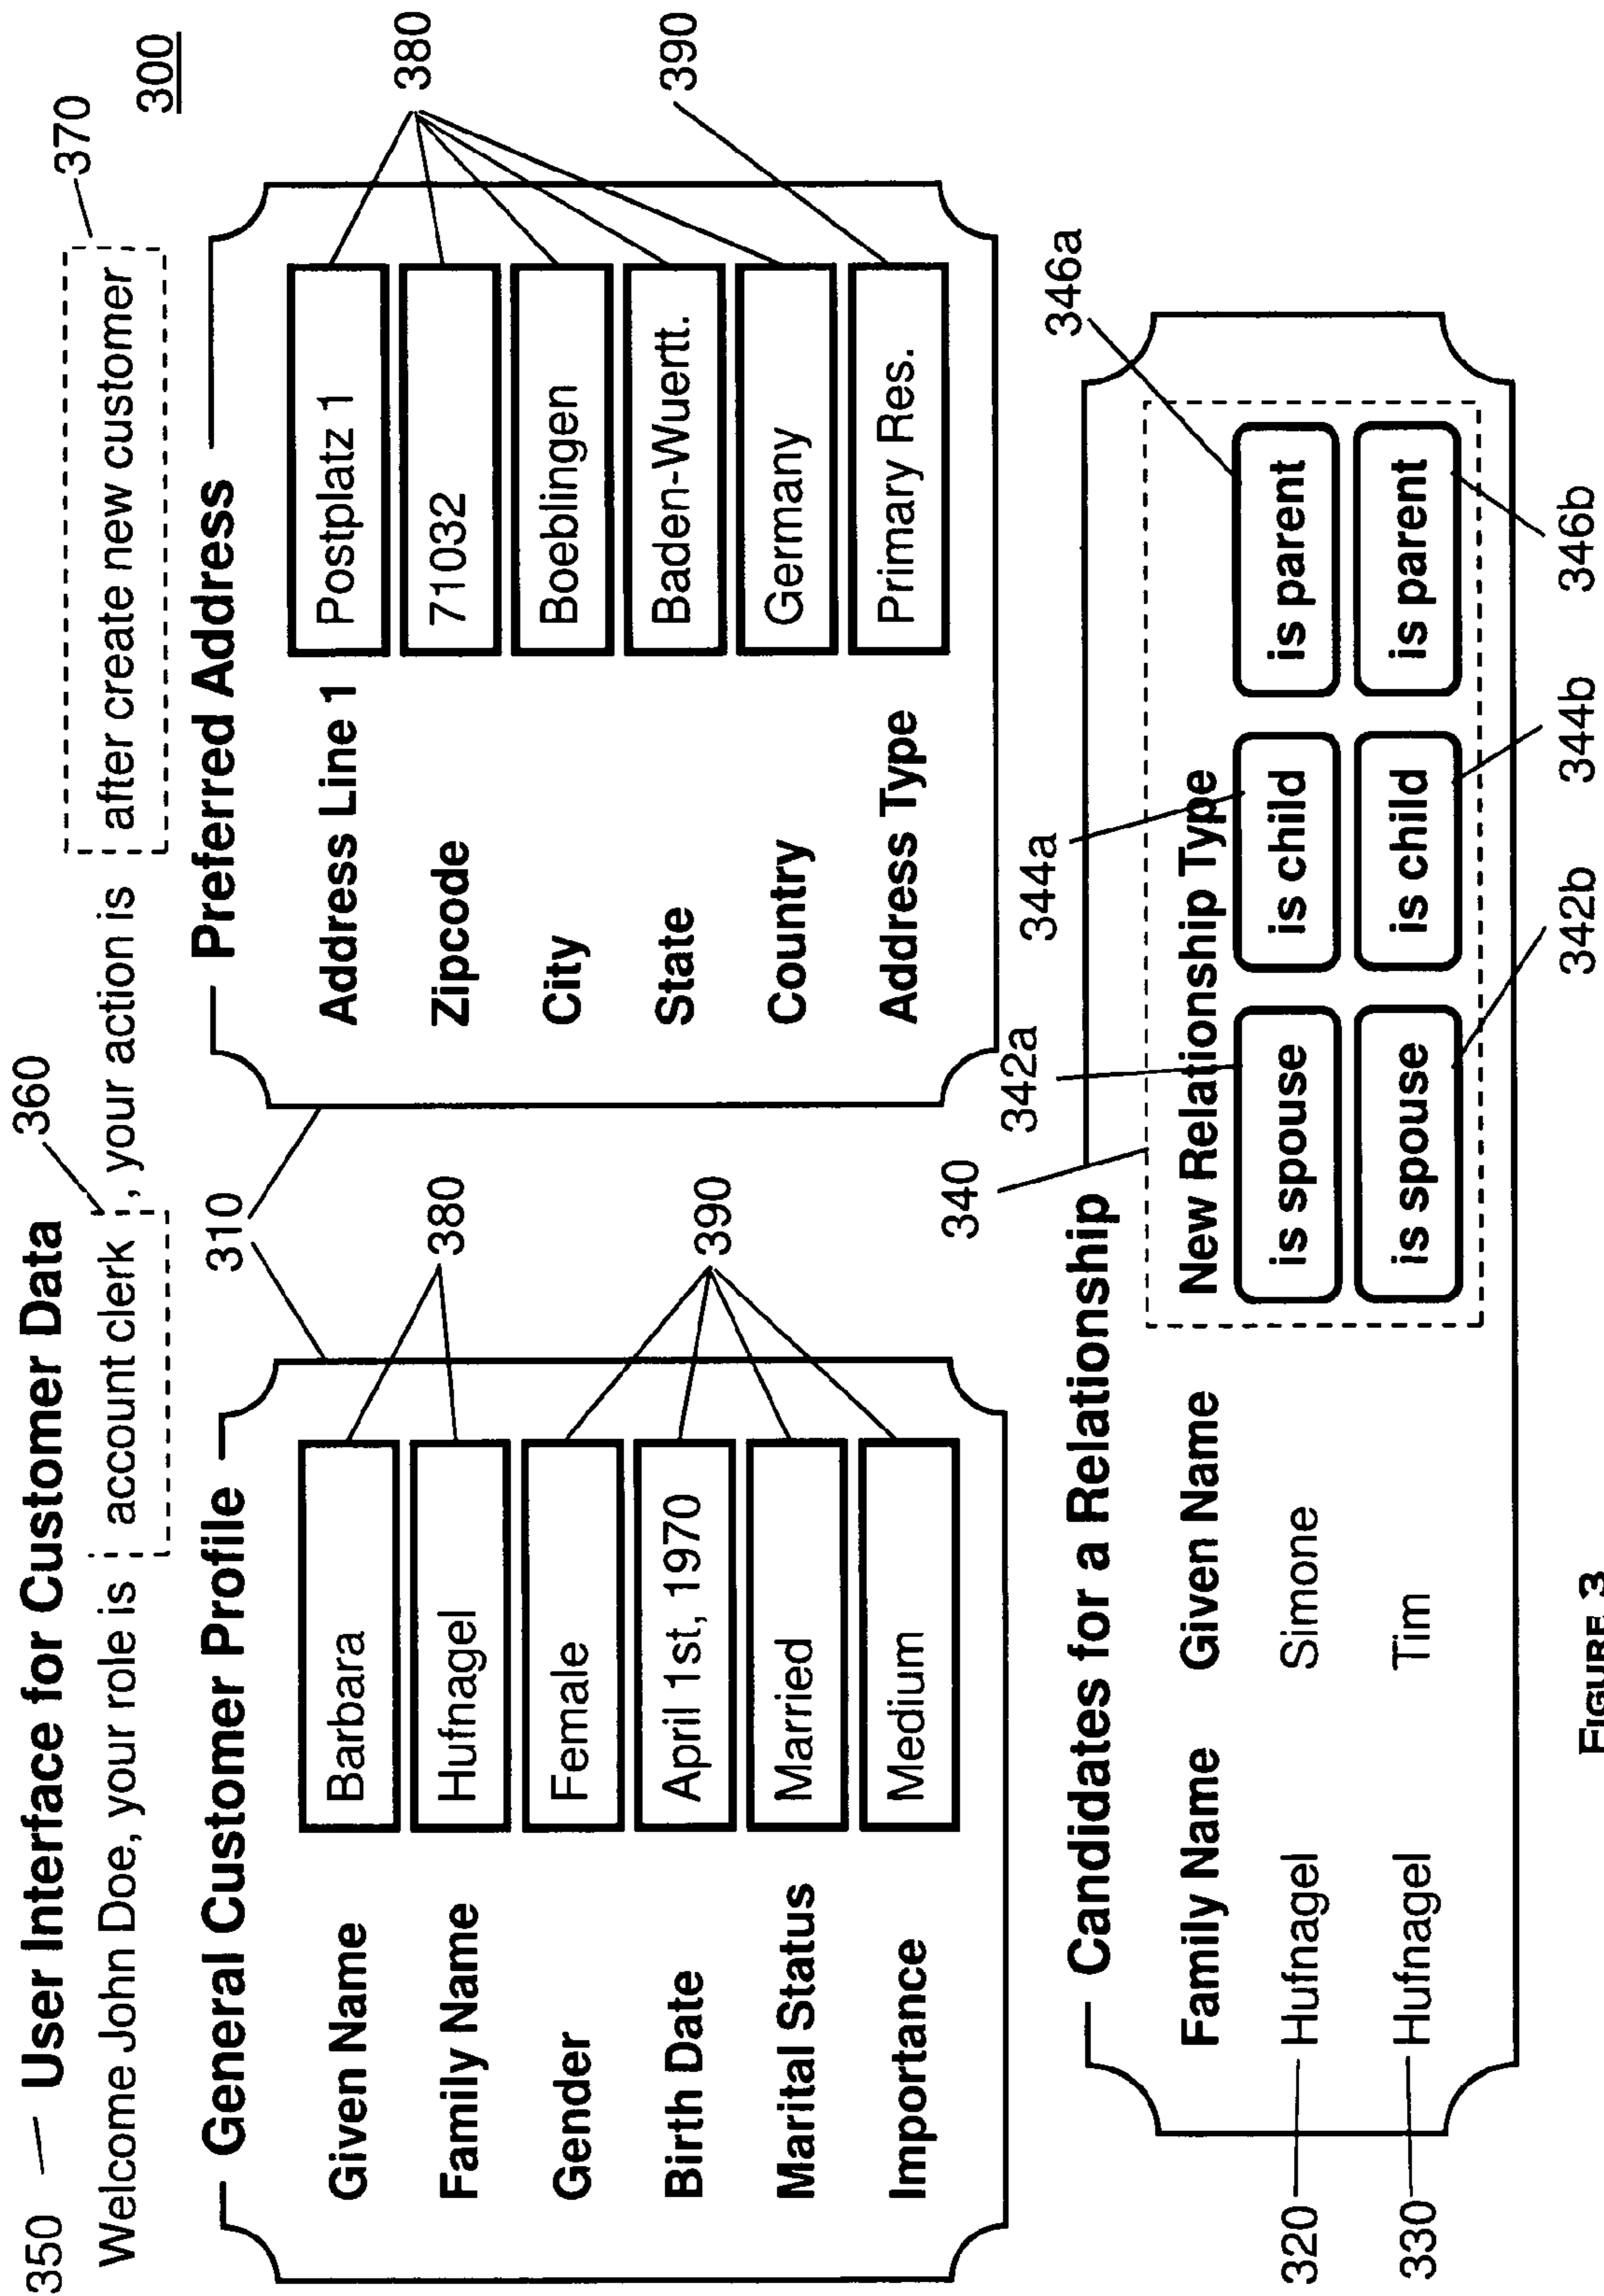 350 User Interface for Customer Data 360 370
Welcome John Doe, your role is account clerk , your action is after create new customer 300
General Customer Profile
Given Name Barbara
Family Name Hufnagel
Gender Female
Birth Date April 1st, 1970
Marital Status Married
Importance Medium
310
380
390
Preferred Address
Address Line 1 Postplatz 1
Zipcode 71032
City Boeblingen
State Baden-Wuertt.
Country Germany
Address Type Primary Res.
380
390
340 342a 344a 346a
Candidates for a Relationship
Family Name Given Name New Relationship Type
320 Hufnagel Simone is spouse is child is parent
330 Hufnagel Tim is spouse is child is parent
342b 344b 346b
FIGURE 3